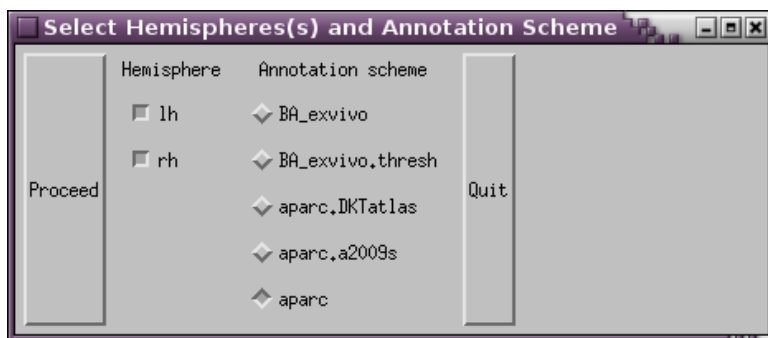 Select Hemispheres(s) and Annotation Scheme
Hemisphere Annotation scheme
lh BA_exvivo
rh BA_exvivo.thresh
Proceed Quit
aparc.DKTatlas
aparc.a2009s
aparc